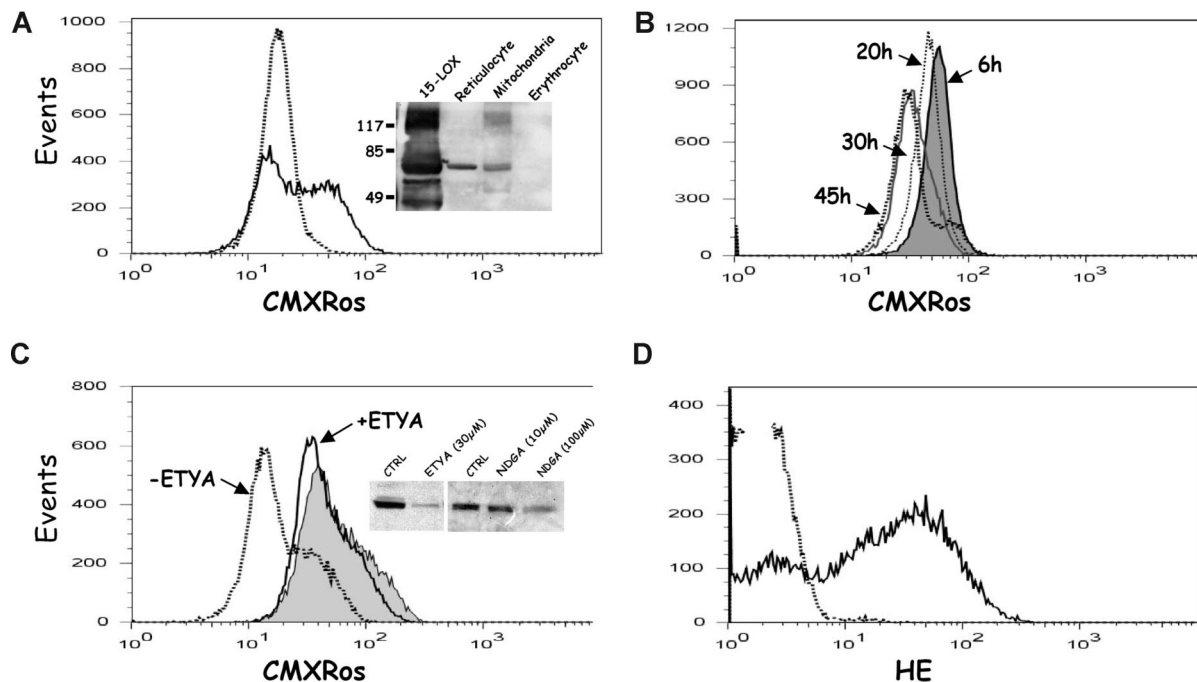 A
1000
800
600
400
200
0
Events
10⁰ 10¹ 10² 10³
CMXRos
15-LOX Reticulocyte Mitochondria Erythrocyte
117
85
49
B
1200
900
600
300
0
20h
6h
30h
45h
10⁰ 10¹ 10² 10³
CMXRos
C
800
600
400
200
0
Events
+ETYA
-ETYA
CTRL ETYA (30µM) CTRL NDGA (10µM) NDGA (100µM)
10⁰ 10¹ 10² 10³
CMXRos
D
400
300
200
100
0
10⁰ 10¹ 10² 10³
HE